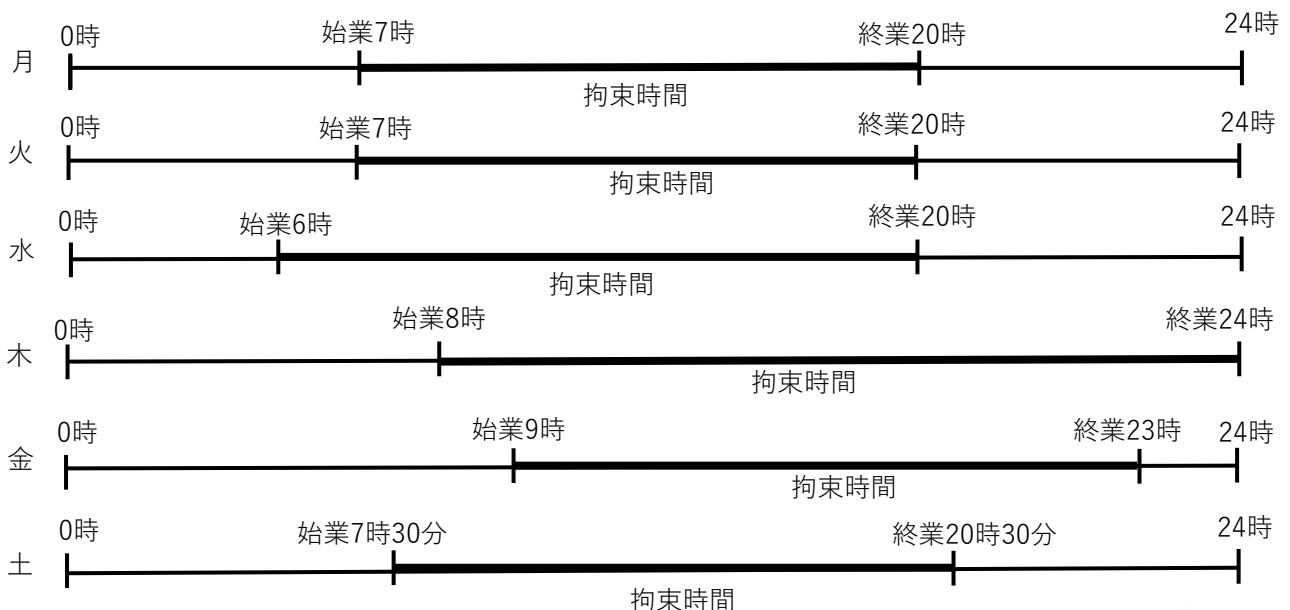 0時 始業7時 終業20時 24時
月
拘束時間
0時 始業7時 終業20時 24時
火
拘束時間
0時 始業6時 終業20時 24時
水
拘束時間
0時 始業8時 終業24時
木
拘束時間
0時 始業9時 終業23時 24時
金
拘束時間
0時 始業7時30分 終業20時30分 24時
土
拘束時間